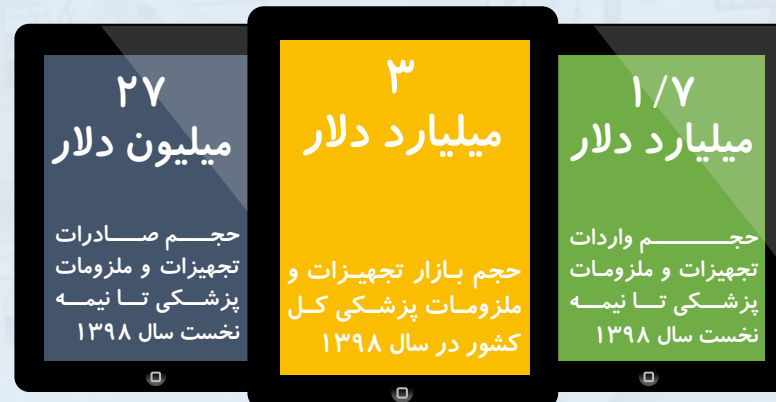 ۱/۷
میلیارد دلار
حجم واردات
تجهیزات و ملزومات
پزشکی تا نیمه
نخست سال ۱۳۹۸
۳
میلیارد دلار
حجم بازار تجهیزات و
ملزومات پزشکی کل
کشور در سال ۱۳۹۸
۲۷
میلیون دلار
حجم صادرات
تجهیزات و ملزومات
پزشکی تا نیمه
نخست سال ۱۳۹۸